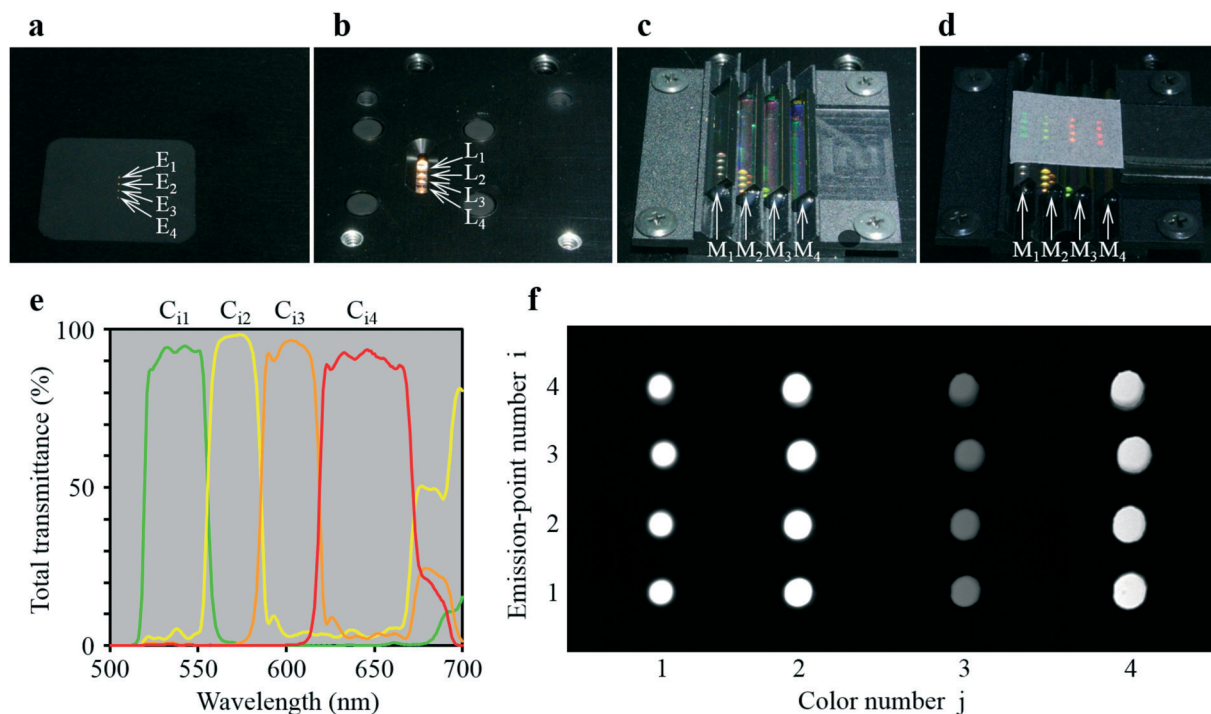 a
E1
E2
E3
E4
b
L1
L2
L3
L4
c
M1 M2 M3 M4
d
M1 M2 M3 M4
e
Ci1 Ci2 Ci3 Ci4
100
50
0
500 550 600 650 700
Total transmittance (%)
Wavelength (nm)
f
Emission-point number i
4
3
2
1
1 2 3 4
Color number j